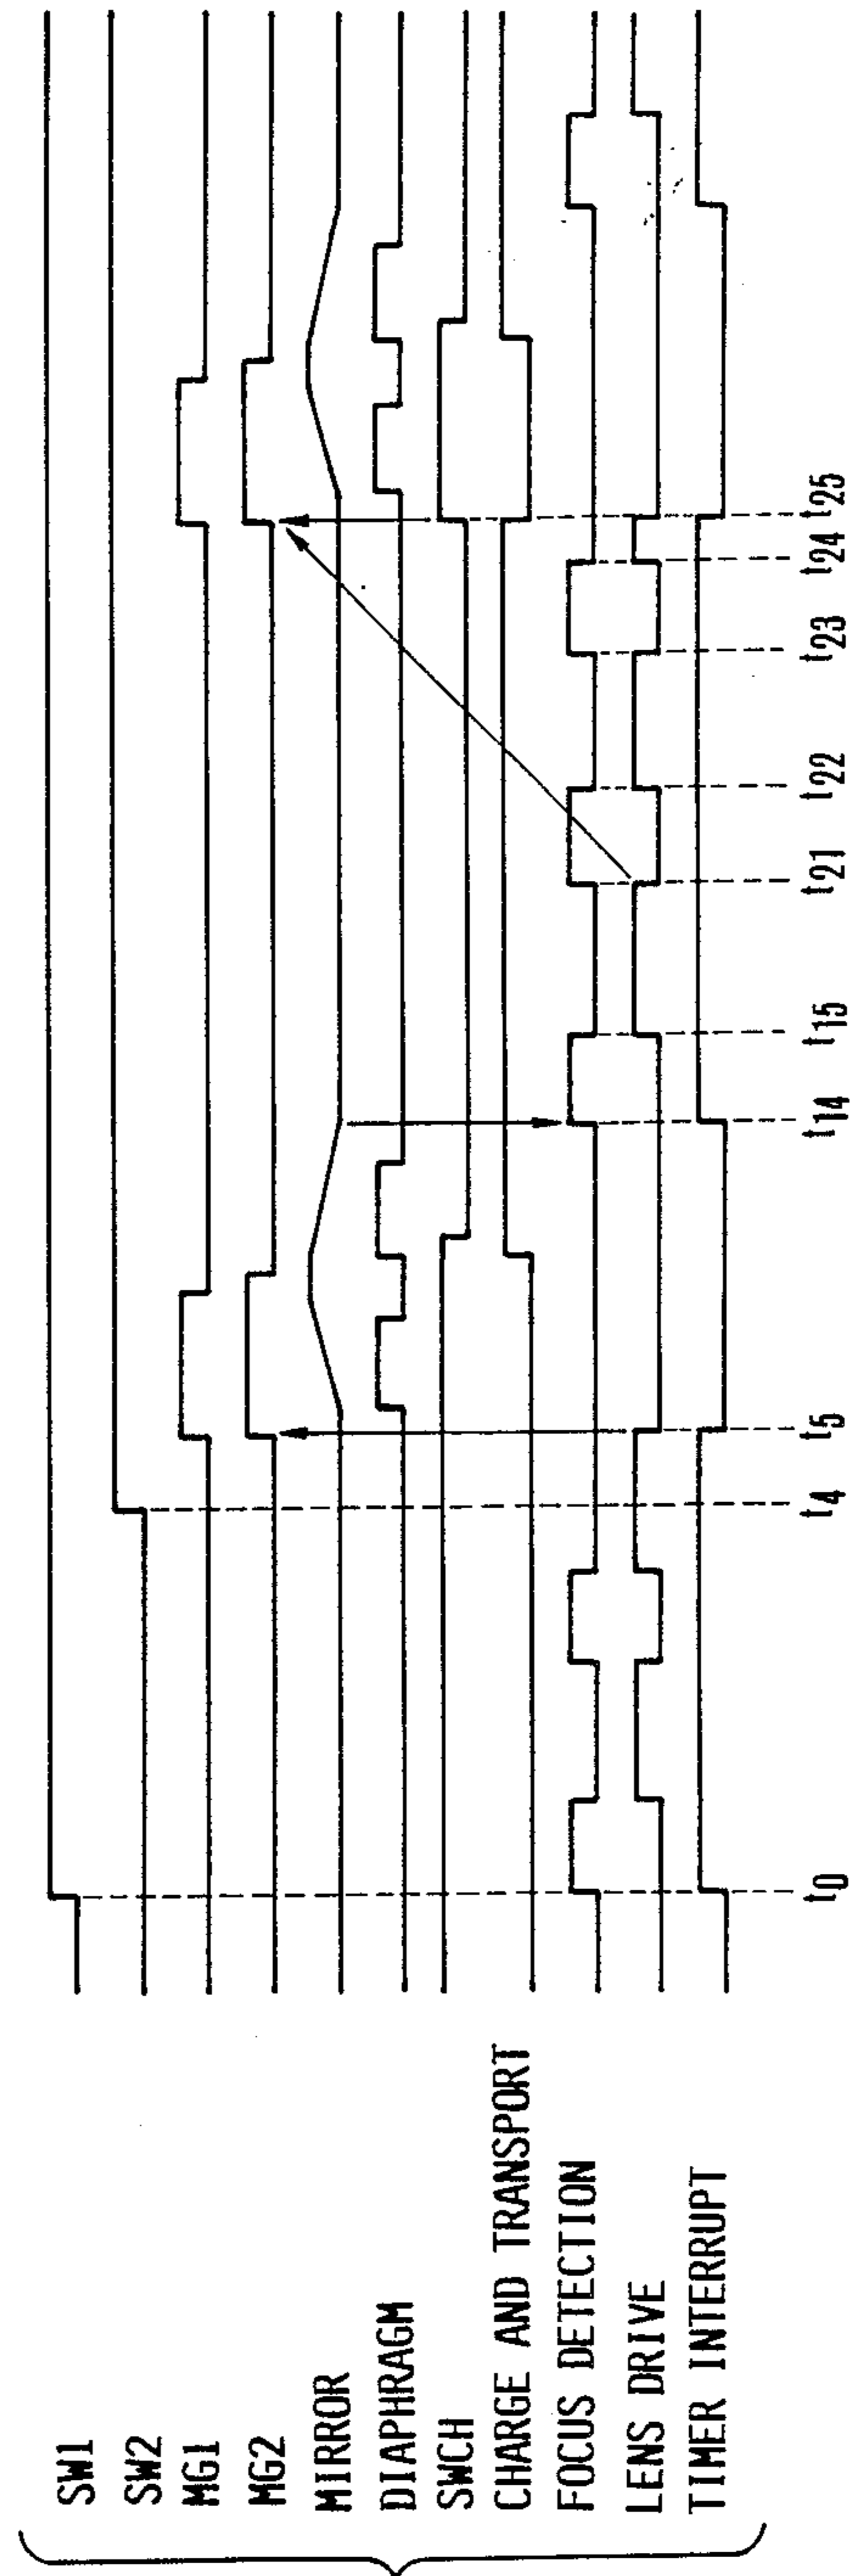 SW1
SW2
MG1
MG2
MIRROR
DIAPHRAGM
SWCH
CHARGE AND TRANSPORT
FOCUS DETECTION
LENS DRIVE
TIMER INTERRUPT
t0
t4
t5
t14
t15
t21
t22
t23
t24
t25